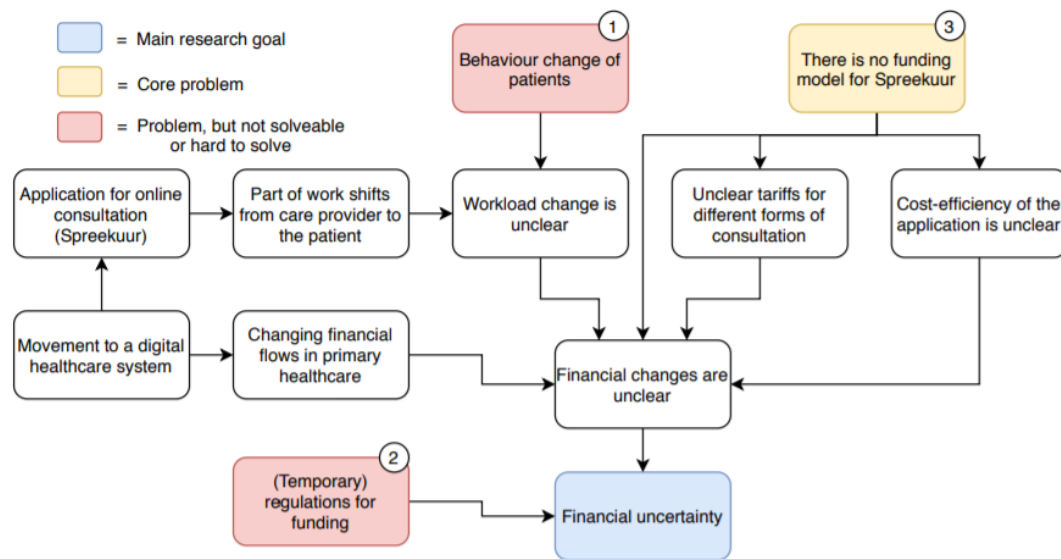 = Main research goal
= Core problem
= Problem, but not solveable
or hard to solve
1
Behaviour change of
patients
3
There is no funding
model for Spreekuur
Application for online
consultation
(Spreekuur)
Part of work shifts
from care provider to
the patient
Workload change is
unclear
Unclear tariffs for
different forms of
consultation
Cost-efficiency of the
application is unclear
Movement to a digital
healthcare system
Changing financial
flows in primary
healthcare
Financial changes are
unclear
2
(Temporary)
regulations for
funding
Financial uncertainty